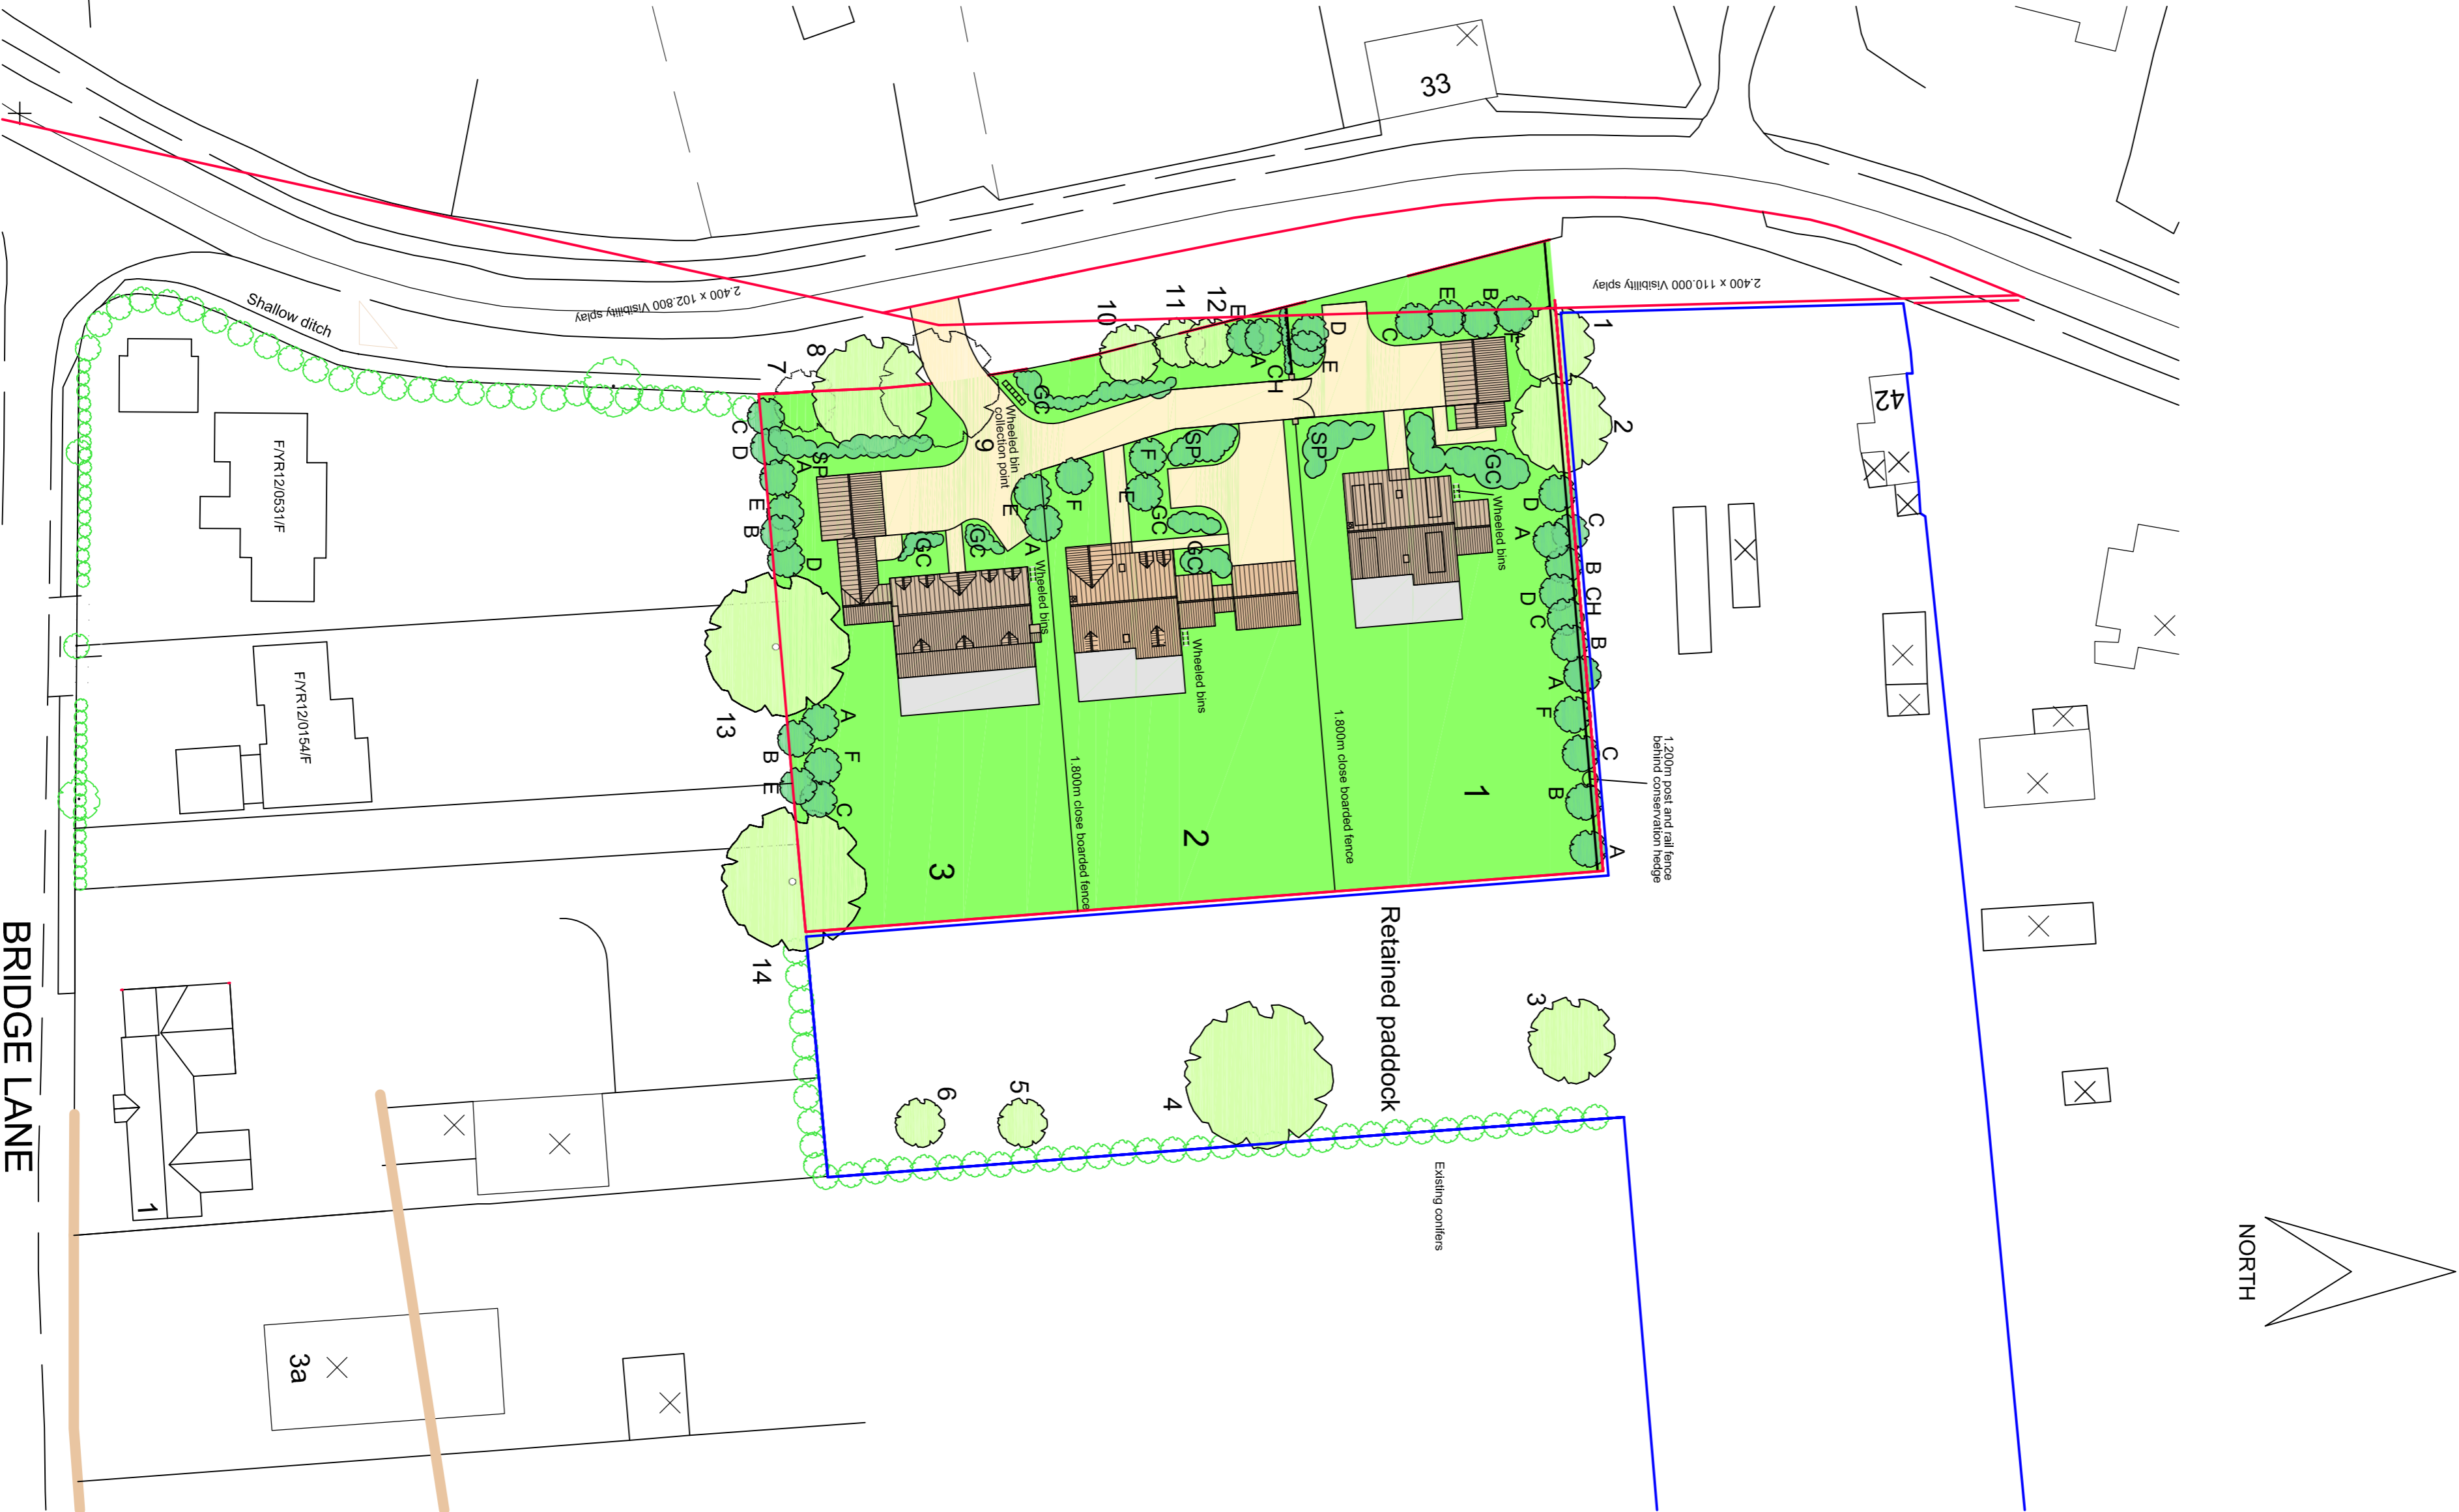 33
2.400 x 102.800 Visibility splay
2.400 x 110.000 Visibility splay
Shallow ditch
42
1
2
7
8
9
10
11
12
E
A
CH
D
E
C
E
B
F
GC
Wheeled bin
collection point
C
D
A
SP
E
B
D
GC
GC
E
A
F
F
E
SP
GC
GC
SP
GC
Wheeled bins
Wheeled bins
Wheeled bins
D
A
C
B
CH
D
C
B
A
F
C
B
A
1.200m post and rail fence
behind conservation hedge
1.800m close boarded fence
1.800m close boarded fence
1
2
3
13
A
F
B
E
C
14
F/YR12/0531/F
F/YR12/0154/F
Retained paddock
3
4
5
6
Existing conifers
BRIDGE LANE
1
3a
NORTH